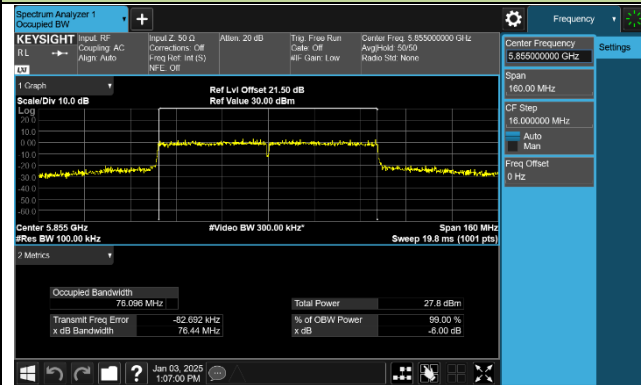 Spectrum Analyzer 1
Occupied BW
Frequency
KEYSIGHT
RL
LXI
Input: RF
Coupling: AC
Align: Auto
Input Z: 50 Ω
Corrections: Off
Freq Ref: Int (S)
NFE: Off
Atten: 20 dB
Trig: Free Run
Gate: Off
#IF Gain: Low
Center Freq: 5.855000000 GHz
Avg|Hold: 50/50
Radio Std: None
Center Frequency
5.855000000 GHz
Settings
Span
160.00 MHz
CF Step
16.000000 MHz
Auto
Man
Freq Offset
0 Hz
1 Graph
Scale/Div 10.0 dB
Ref Lvl Offset 21.50 dB
Ref Value 30.00 dBm
Log
20.0
10.0
0.00
-10.0
-20.0
-30.0
-40.0
-50.0
-60.0
Center 5.855 GHz
#Video BW 300.00 kHz*
Span 160 MHz
#Res BW 100.00 kHz
Sweep 19.8 ms (1001 pts)
2 Metrics
Occupied Bandwidth
76.096 MHz
Total Power
27.8 dBm
Transmit Freq Error
-82.692 kHz
% of OBW Power
99.00 %
x dB Bandwidth
76.44 MHz
x dB
-6.00 dB
Jan 03, 2025
1:07:00 PM